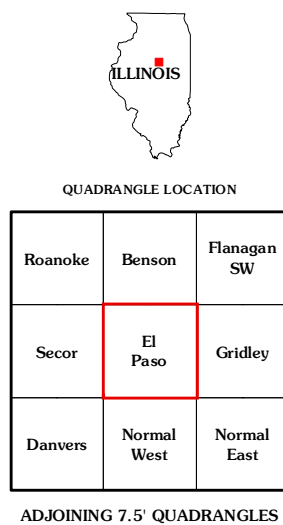 ILLINOIS
QUADRANGLE LOCATION
Roanoke
Benson
Flanagan
SW
Secor
El
Paso
Gridley
Danvers
Normal
West
Normal
East
ADJOINING 7.5' QUADRANGLES